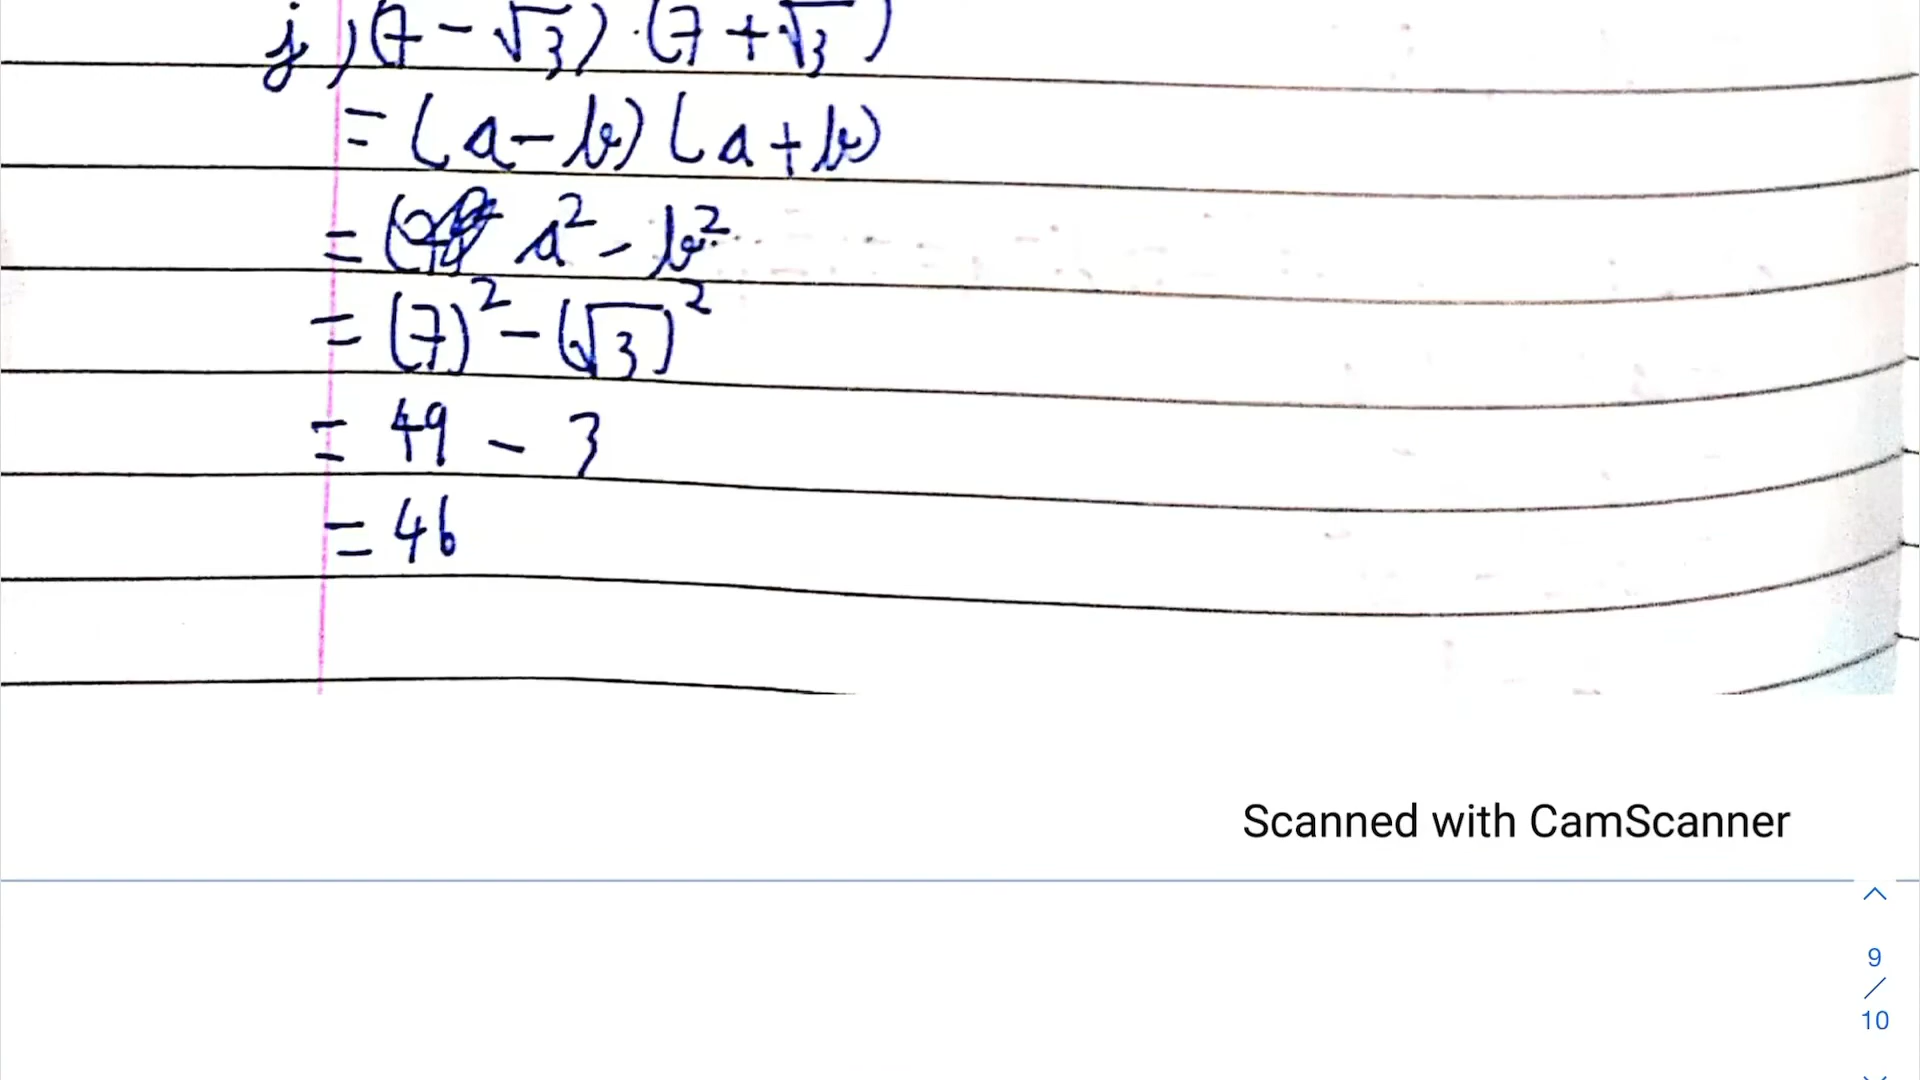 j) (7 - √3) · (7 + √3)
= (a - b) (a + b)
= ( a² - b²
= (7)² - (√3)²
= 49 - 3
= 46
Scanned with CamScanner
9
/
10